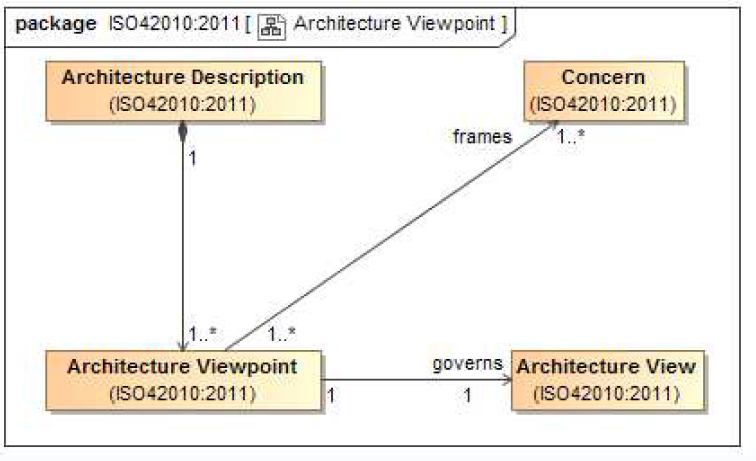 package ISO42010:2011 [ Architecture Viewpoint ]
Architecture Description
(ISO42010:2011)
Concern
(ISO42010:2011)
frames
1..*
1
1..*
1..*
Architecture Viewpoint
(ISO42010:2011)
governs
1
1
Architecture View
(ISO42010:2011)